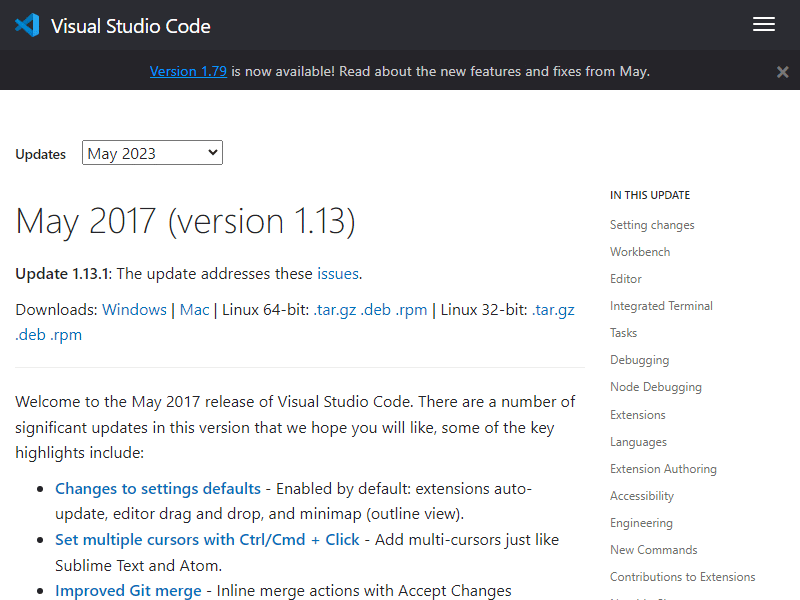 Visual Studio Code
Version 1.79 is now available! Read about the new features and fixes from May.
Updates
May 2023
May 2017 (version 1.13)
Update 1.13.1: The update addresses these issues.
Downloads: Windows | Mac | Linux 64-bit: .tar.gz .deb .rpm | Linux 32-bit: .tar.gz
.deb .rpm
Welcome to the May 2017 release of Visual Studio Code. There are a number of
significant updates in this version that we hope you will like, some of the key
highlights include:
Changes to settings defaults - Enabled by default: extensions auto-
update, editor drag and drop, and minimap (outline view).
Set multiple cursors with Ctrl/Cmd + Click - Add multi-cursors just like
Sublime Text and Atom.
Improved Git merge - Inline merge actions with Accept Changes
IN THIS UPDATE
Setting changes
Workbench
Editor
Integrated Terminal
Tasks
Debugging
Node Debugging
Extensions
Languages
Extension Authoring
Accessibility
Engineering
New Commands
Contributions to Extensions